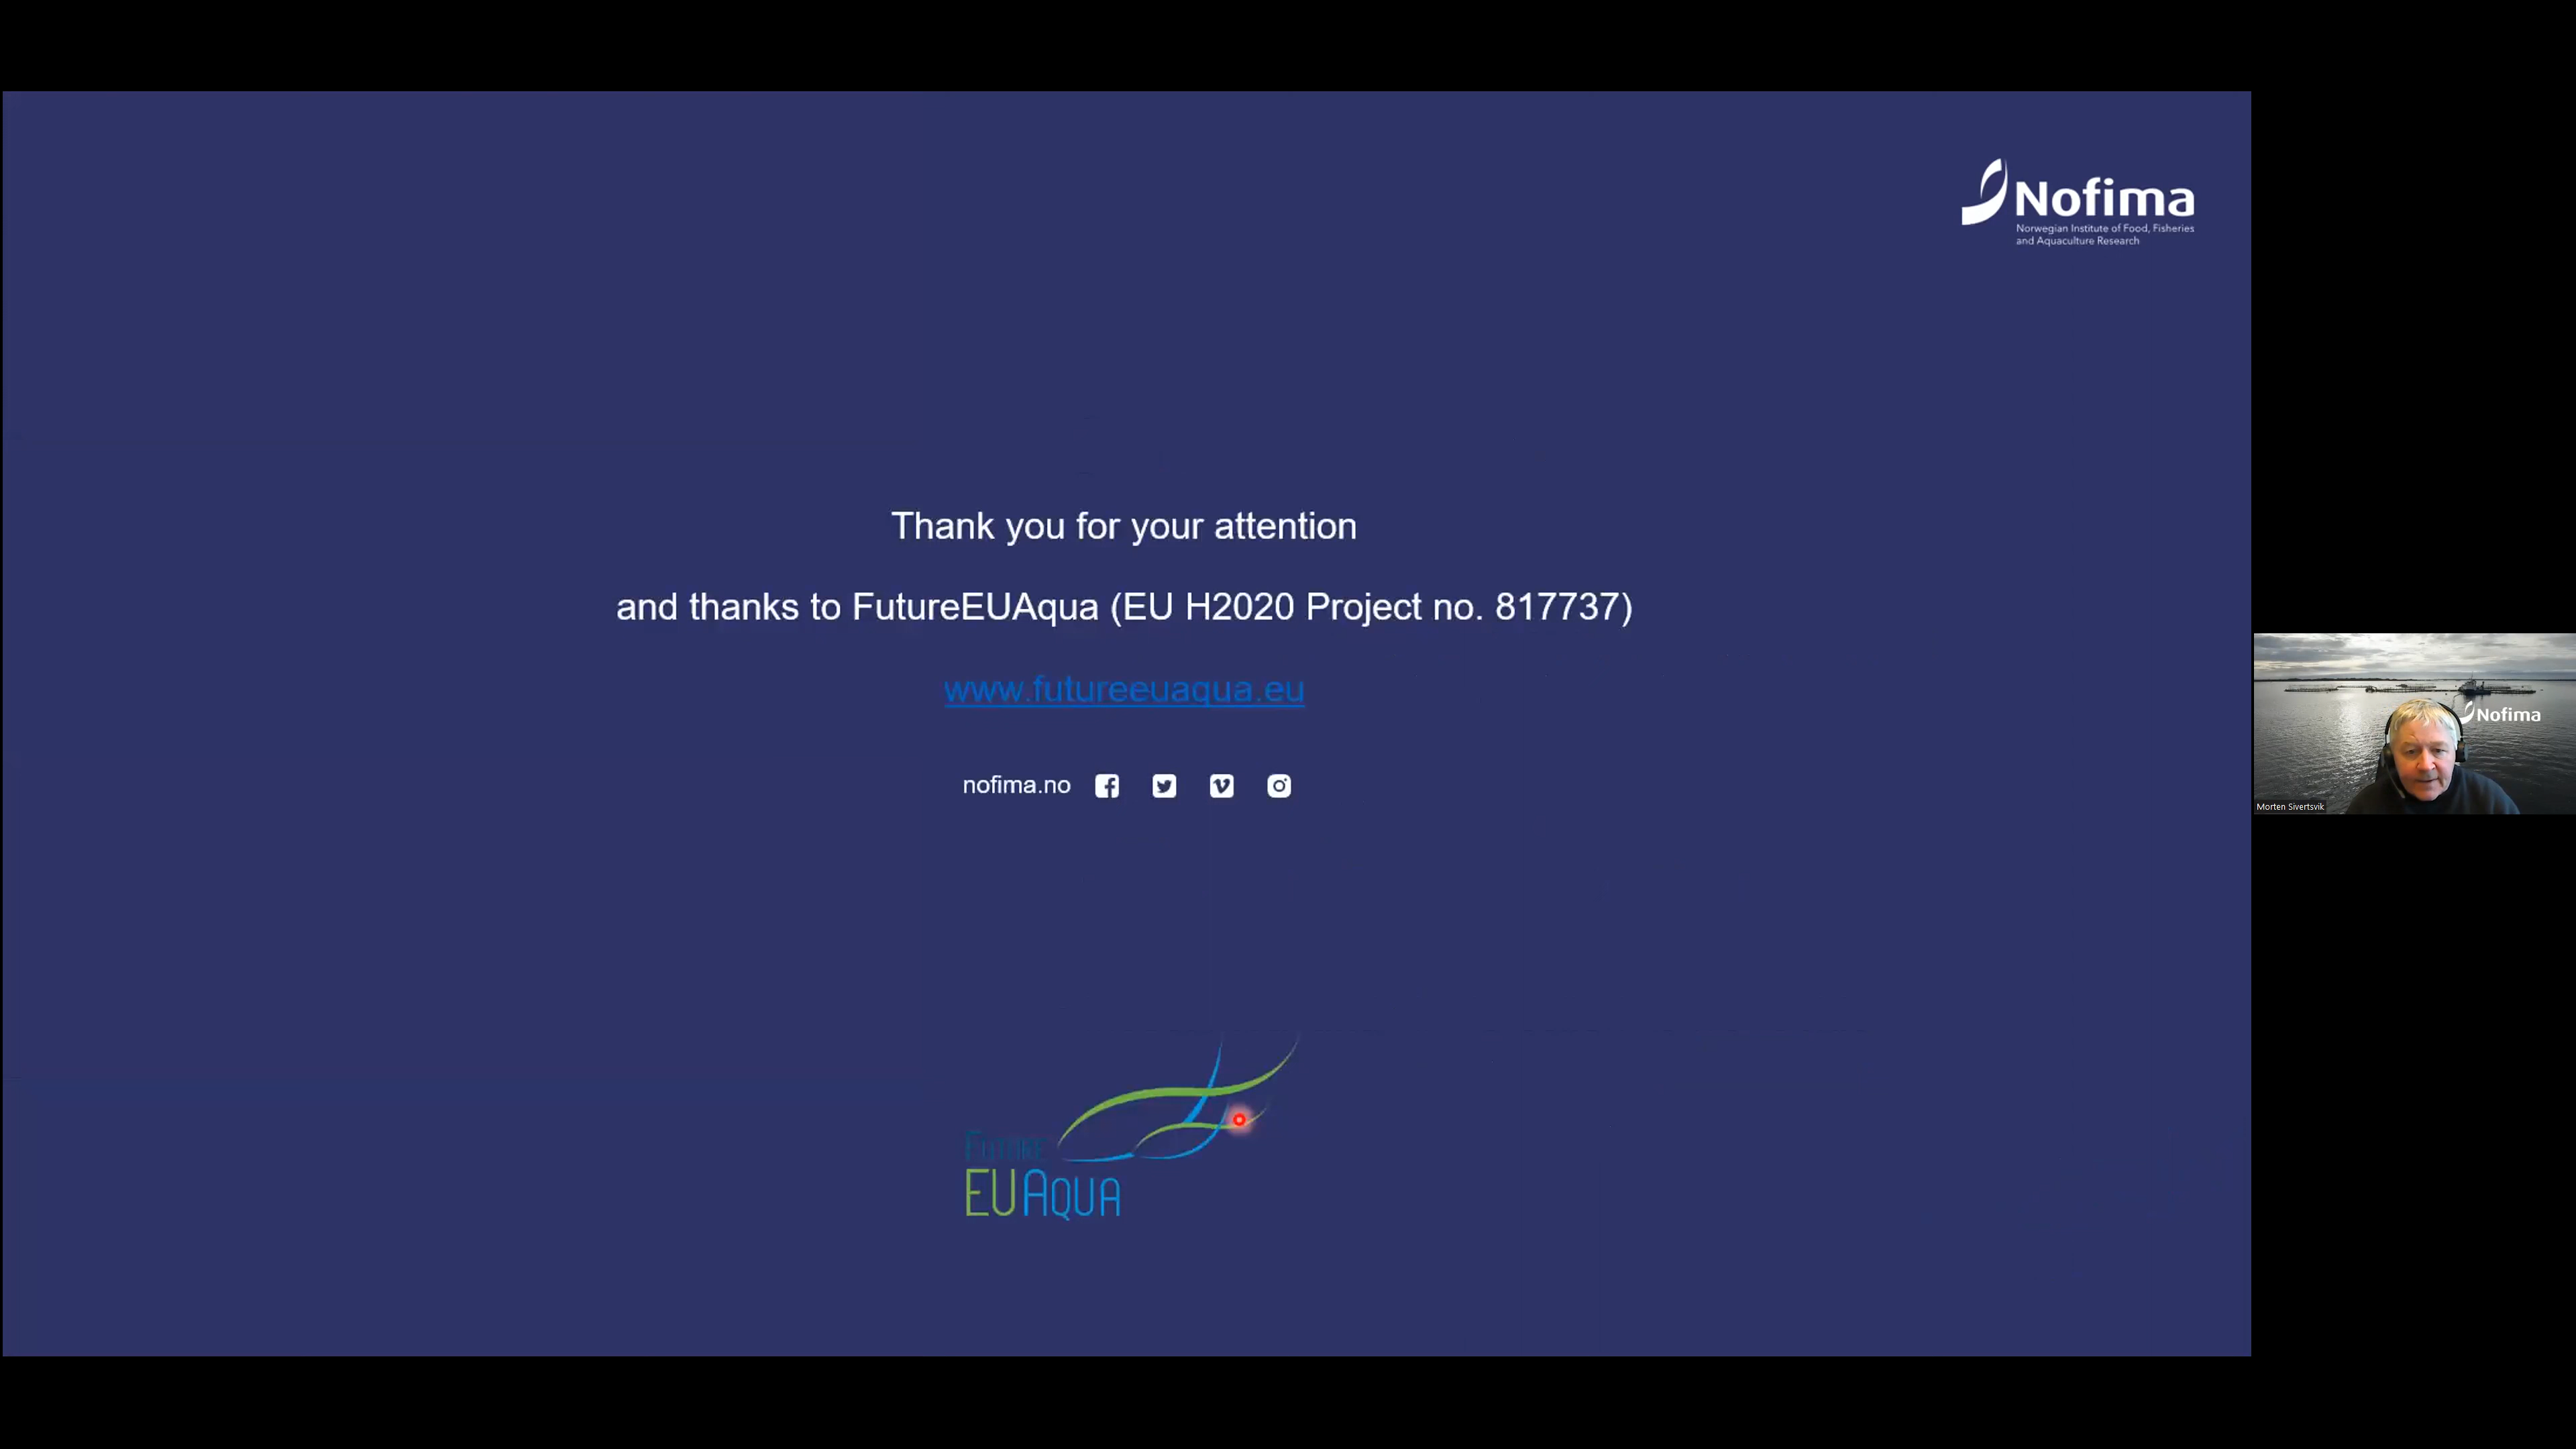 Nofima
Norwegian Institute of Food, Fisheries
and Aquaculture Research
Thank you for your attention
and thanks to FutureEUAqua (EU H2020 Project no. 817737)
www.futureeuaqua.eu
nofima.no
Nofima
Morten Sivertsvik
FUTURE
EUAQUA